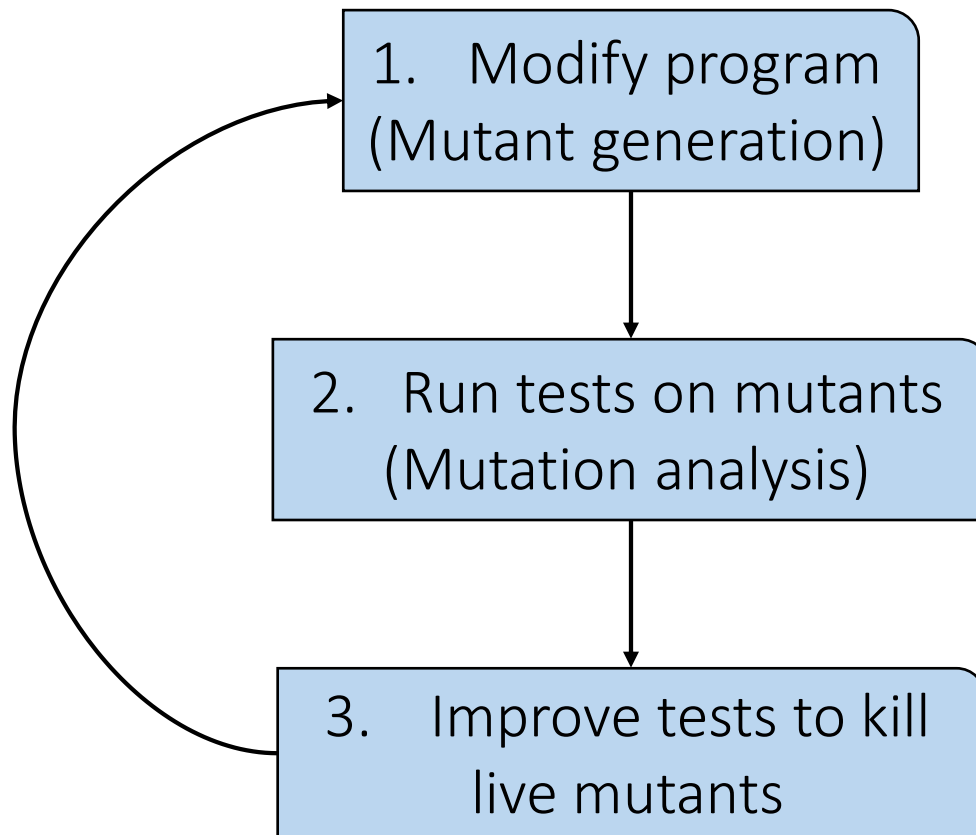 1. Modify program
(Mutant generation)
2. Run tests on mutants
(Mutation analysis)
3. Improve tests to kill
live mutants